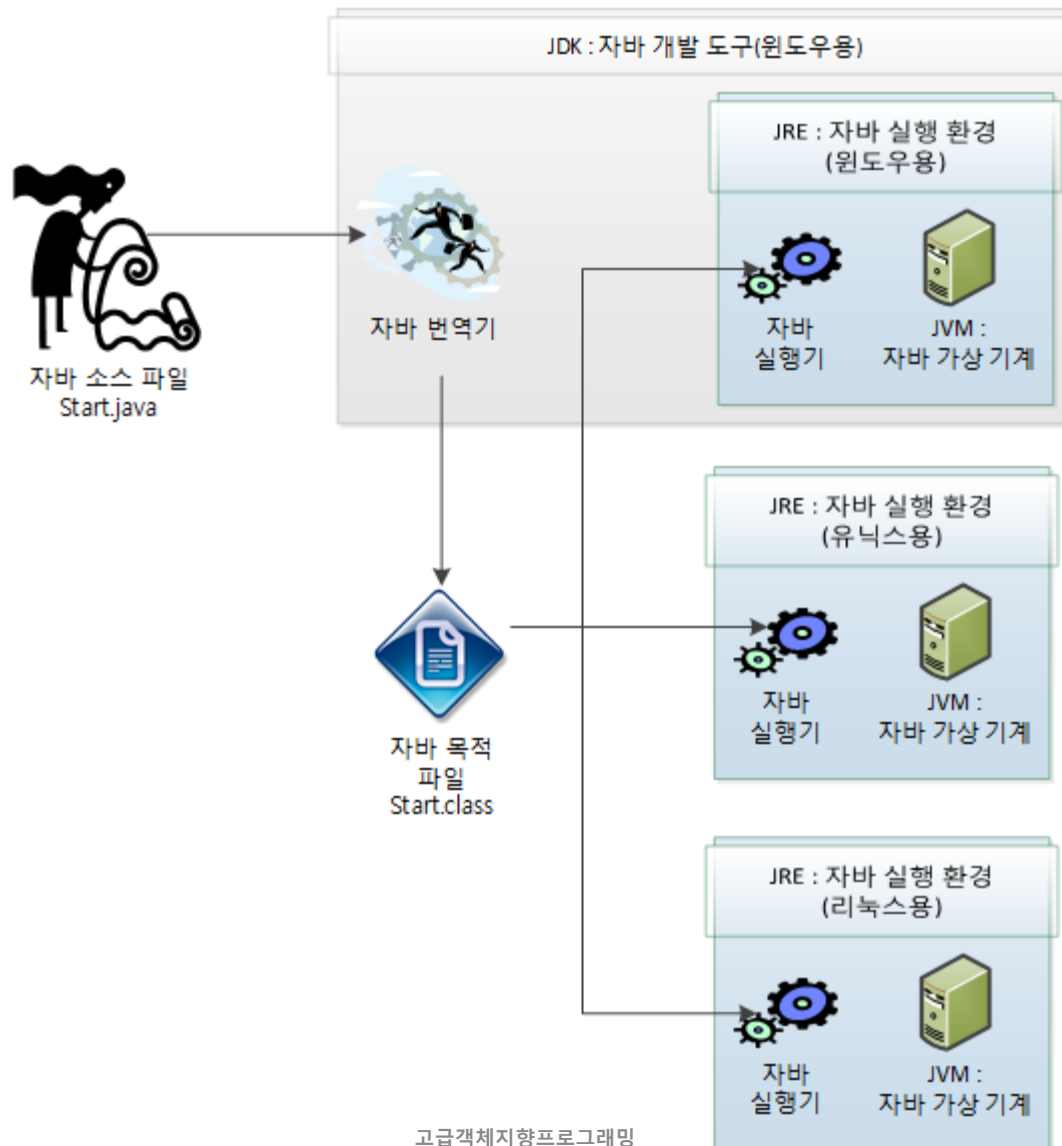 JDK : 자바 개발 도구(윈도우용)
JRE : 자바 실행 환경
(윈도우용)
자바 번역기
자바
실행기
JVM :
자바 가상 기계
자바 소스 파일
Start.java
JRE : 자바 실행 환경
(유닉스용)
자바
실행기
JVM :
자바 가상 기계
자바 목적
파일
Start.class
JRE : 자바 실행 환경
(리눅스용)
자바
실행기
JVM :
자바 가상 기계
고급객체지향프로그래밍